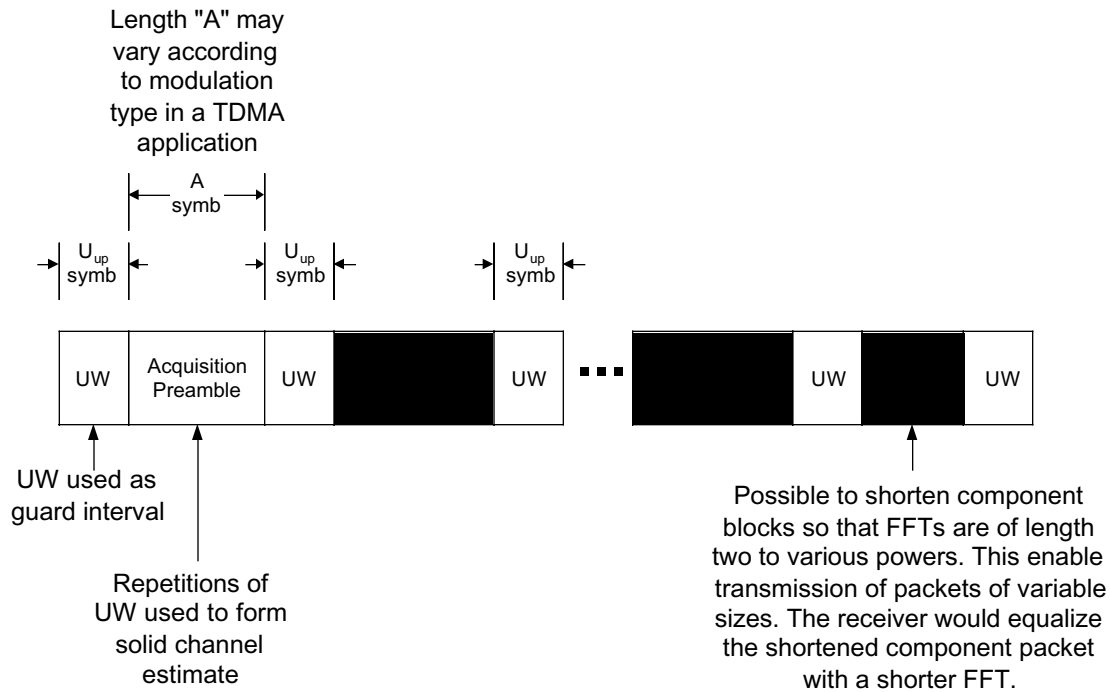 Length "A" may
vary according
to modulation
type in a TDMA
application
A
symb
U_up
symb
U_up
symb
U_up
symb
UW
Acquisition
Preamble
UW
UW
UW
UW
UW used as
guard interval
Repetitions of
UW used to form
solid channel
estimate
Possible to shorten component
blocks so that FFTs are of length
two to various powers. This enable
transmission of packets of variable
sizes. The receiver would equalize
the shortened component packet
with a shorter FFT.